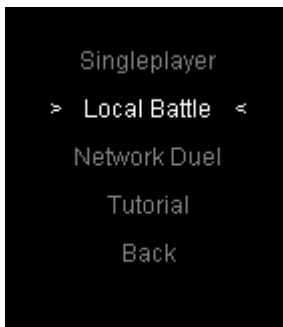 Singleplayer
> Local Battle <
Network Duel
Tutorial
Back